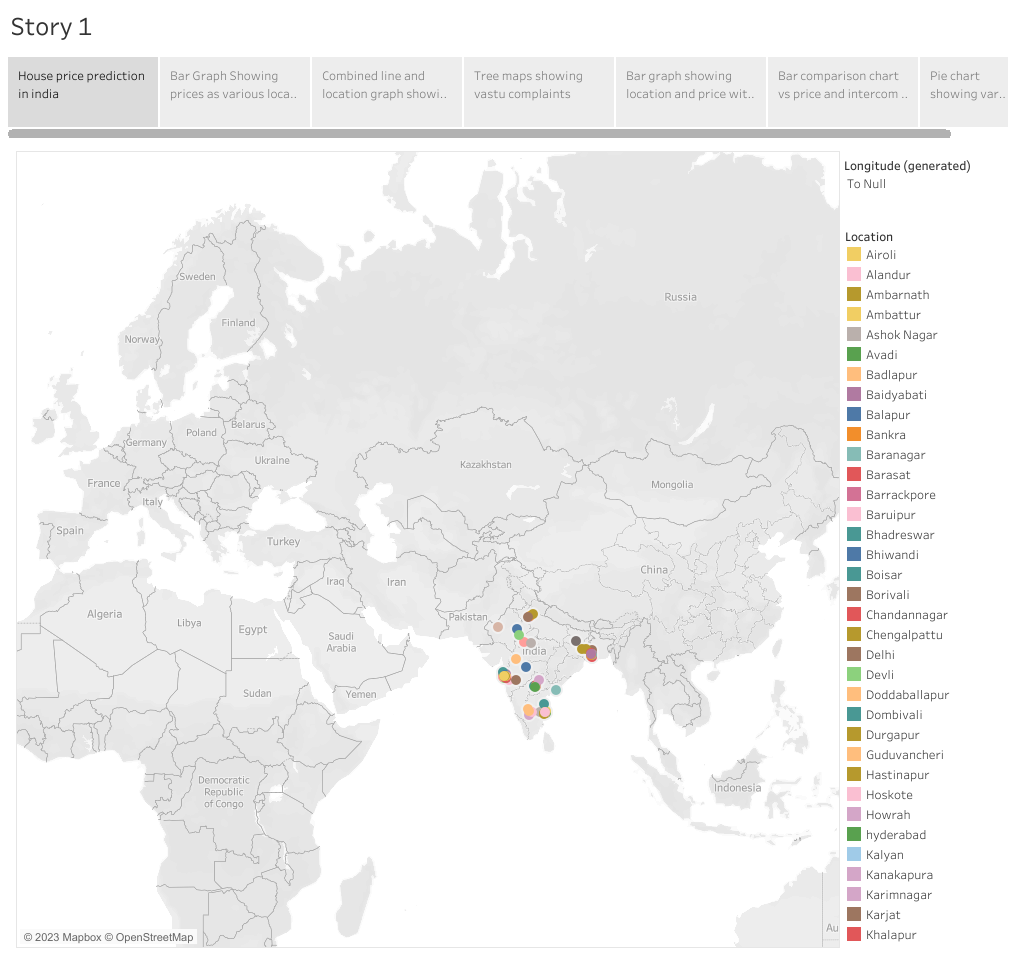 Story 1
House price prediction
in india
Bar Graph Showing
prices as various loca..
Combined line and
location graph showi..
Tree maps showing
vastu complaints
Bar graph showing
location and price wit..
Bar comparison chart
vs price and intercom ..
Pie chart
showing var..
Longitude (generated)
To Null
Location
Airoli
Alandur
Ambarnath
Ambattur
Ashok Nagar
Avadi
Badlapur
Baidyabati
Balapur
Bankra
Baranagar
Barasat
Barrackpore
Baruipur
Bhadreswar
Bhiwandi
Boisar
Borivali
Chandannagar
Chengalpattu
Delhi
Devli
Doddaballapur
Dombivali
Durgapur
Guduvancheri
Hastinapur
Hoskote
Howrah
hyderabad
Kalyan
Kanakapura
Karimnagar
Karjat
Khalapur
Sweden
Russia
Finland
Norway
Belarus
Poland
Germany
Ukraine
Kazakhstan
France
Mongolia
Italy
Spain
Turkey
China
Iraq
Iran
Algeria
Pakistan
Libya
Egypt
Saudi
Arabia
India
Sudan
Yemen
Democratic
Republic
of Congo
Indonesia
Au
© 2023 Mapbox © OpenStreetMap